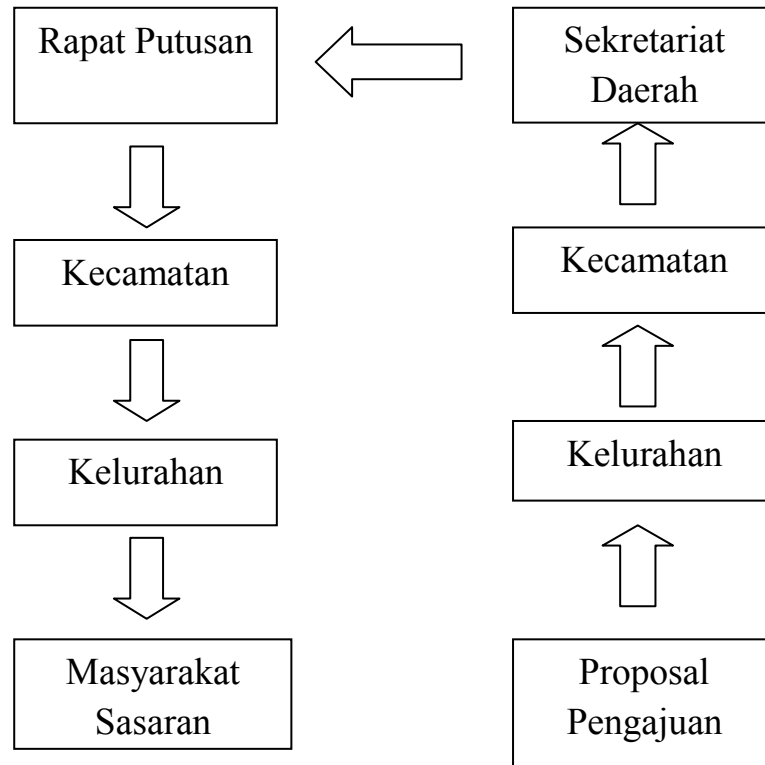 Rapat Putusan
Sekretariat
Daerah
Kecamatan
Kecamatan
Kelurahan
Kelurahan
Masyarakat
Sasaran
Proposal
Pengajuan